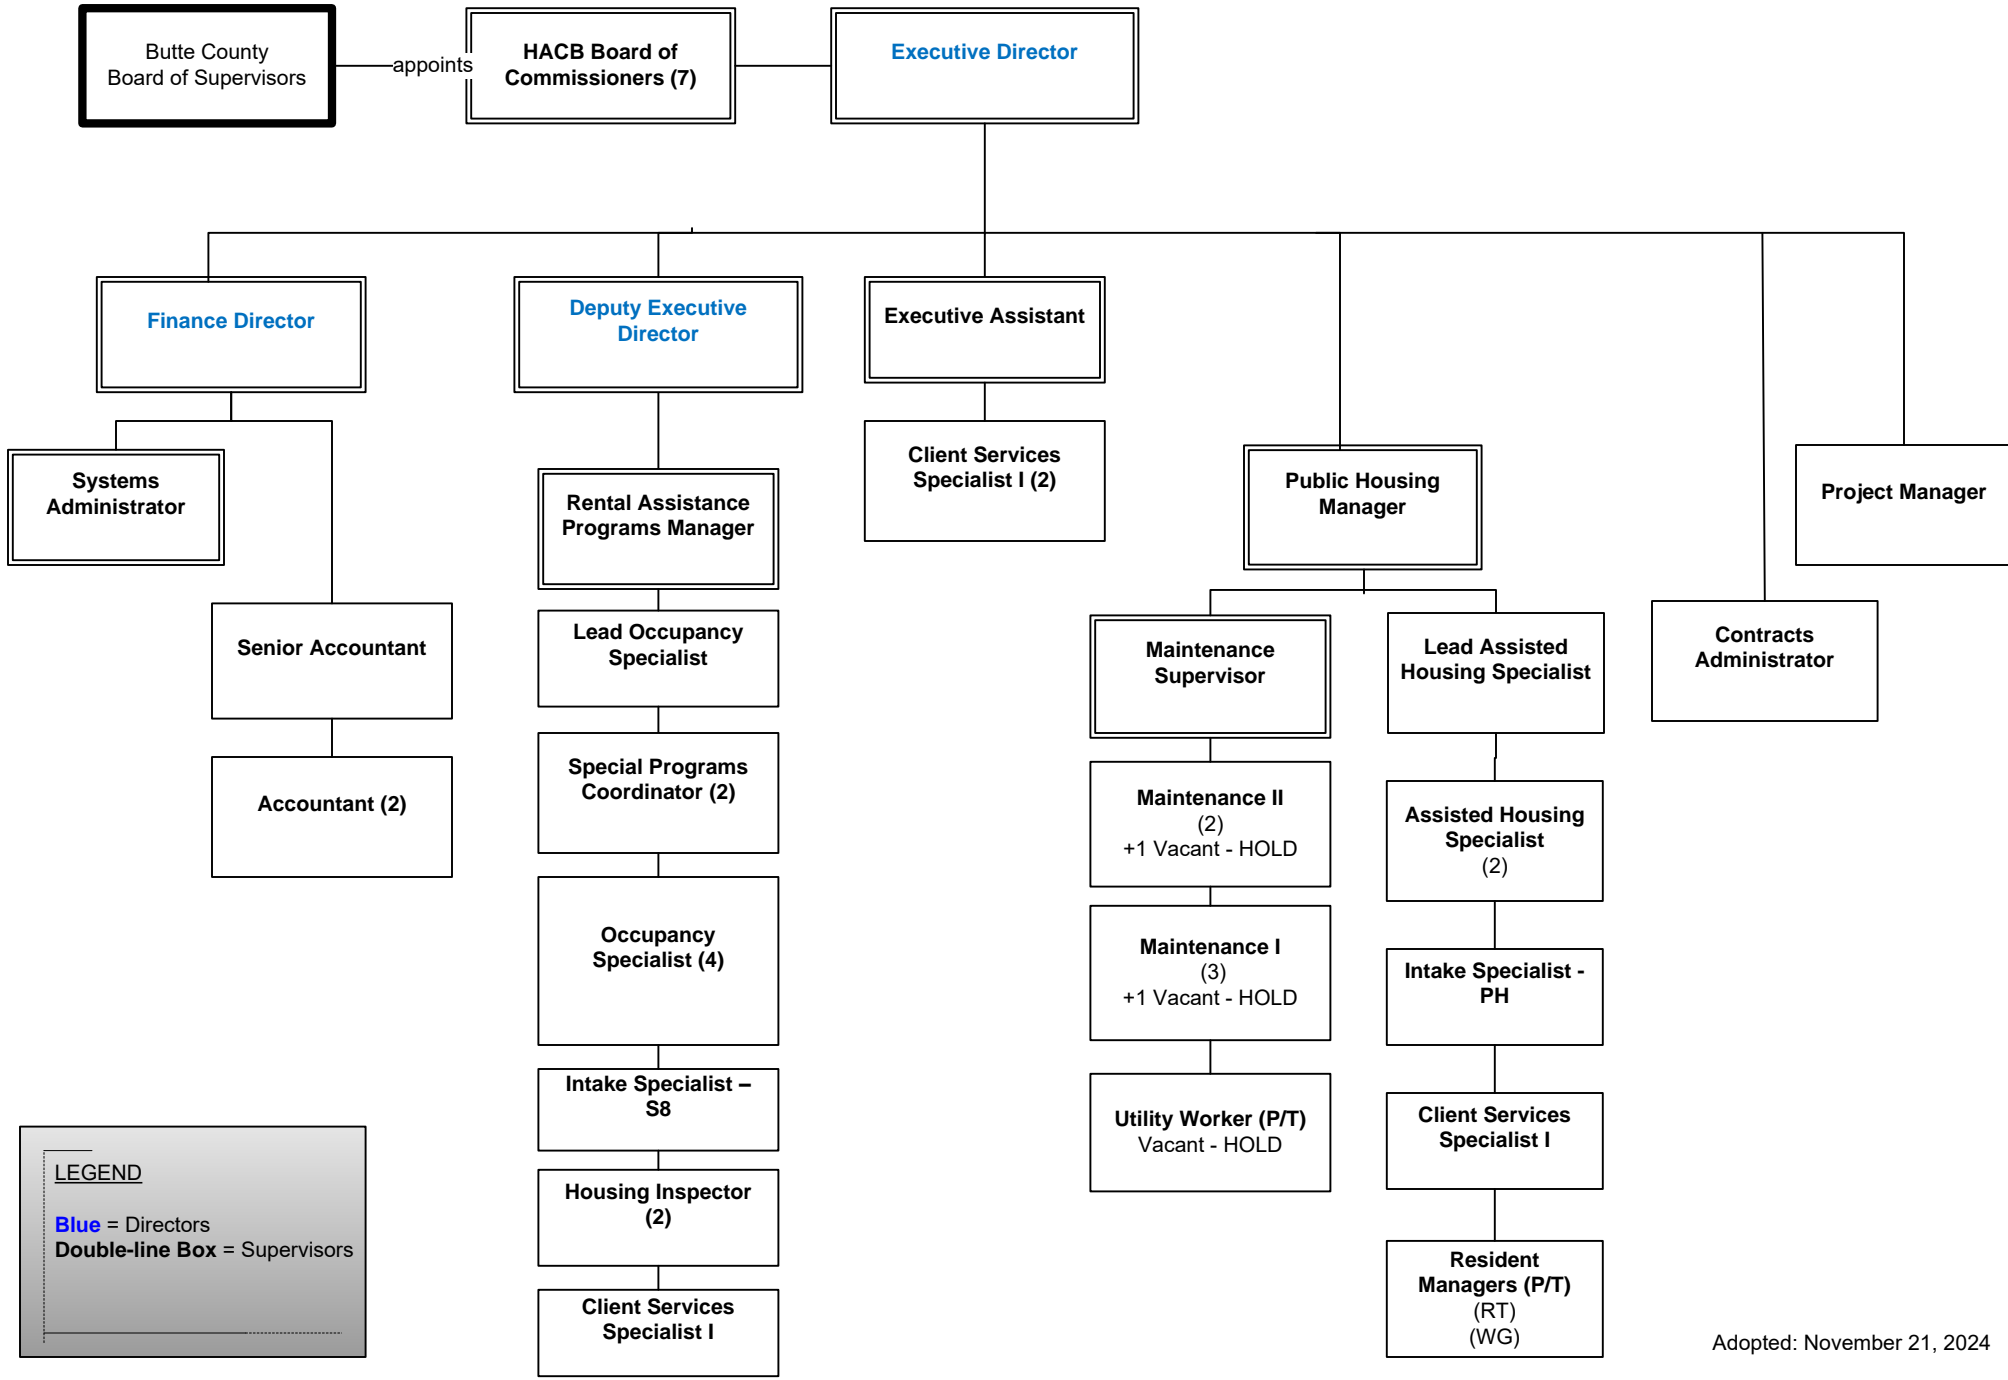 Butte County
Board of Supervisors
appoints
HACB Board of
Commissioners (7)
Executive Director
Finance Director
Deputy Executive
Director
Executive Assistant
Systems
Administrator
Rental Assistance
Programs Manager
Client Services
Specialist I (2)
Public Housing
Manager
Project Manager
Senior Accountant
Lead Occupancy
Specialist
Maintenance
Supervisor
Lead Assisted
Housing Specialist
Contracts
Administrator
Accountant (2)
Special Programs
Coordinator (2)
Maintenance II
(2)
+1 Vacant - HOLD
Assisted Housing
Specialist
(2)
Occupancy
Specialist (4)
Maintenance I
(3)
+1 Vacant - HOLD
Intake Specialist -
PH
Intake Specialist –
S8
Utility Worker (P/T)
Vacant - HOLD
Client Services
Specialist I
Housing Inspector
(2)
Resident
Managers (P/T)
(RT)
(WG)
Client Services
Specialist I
LEGEND
Blue = Directors
Double-line Box = Supervisors
Adopted: November 21, 2024